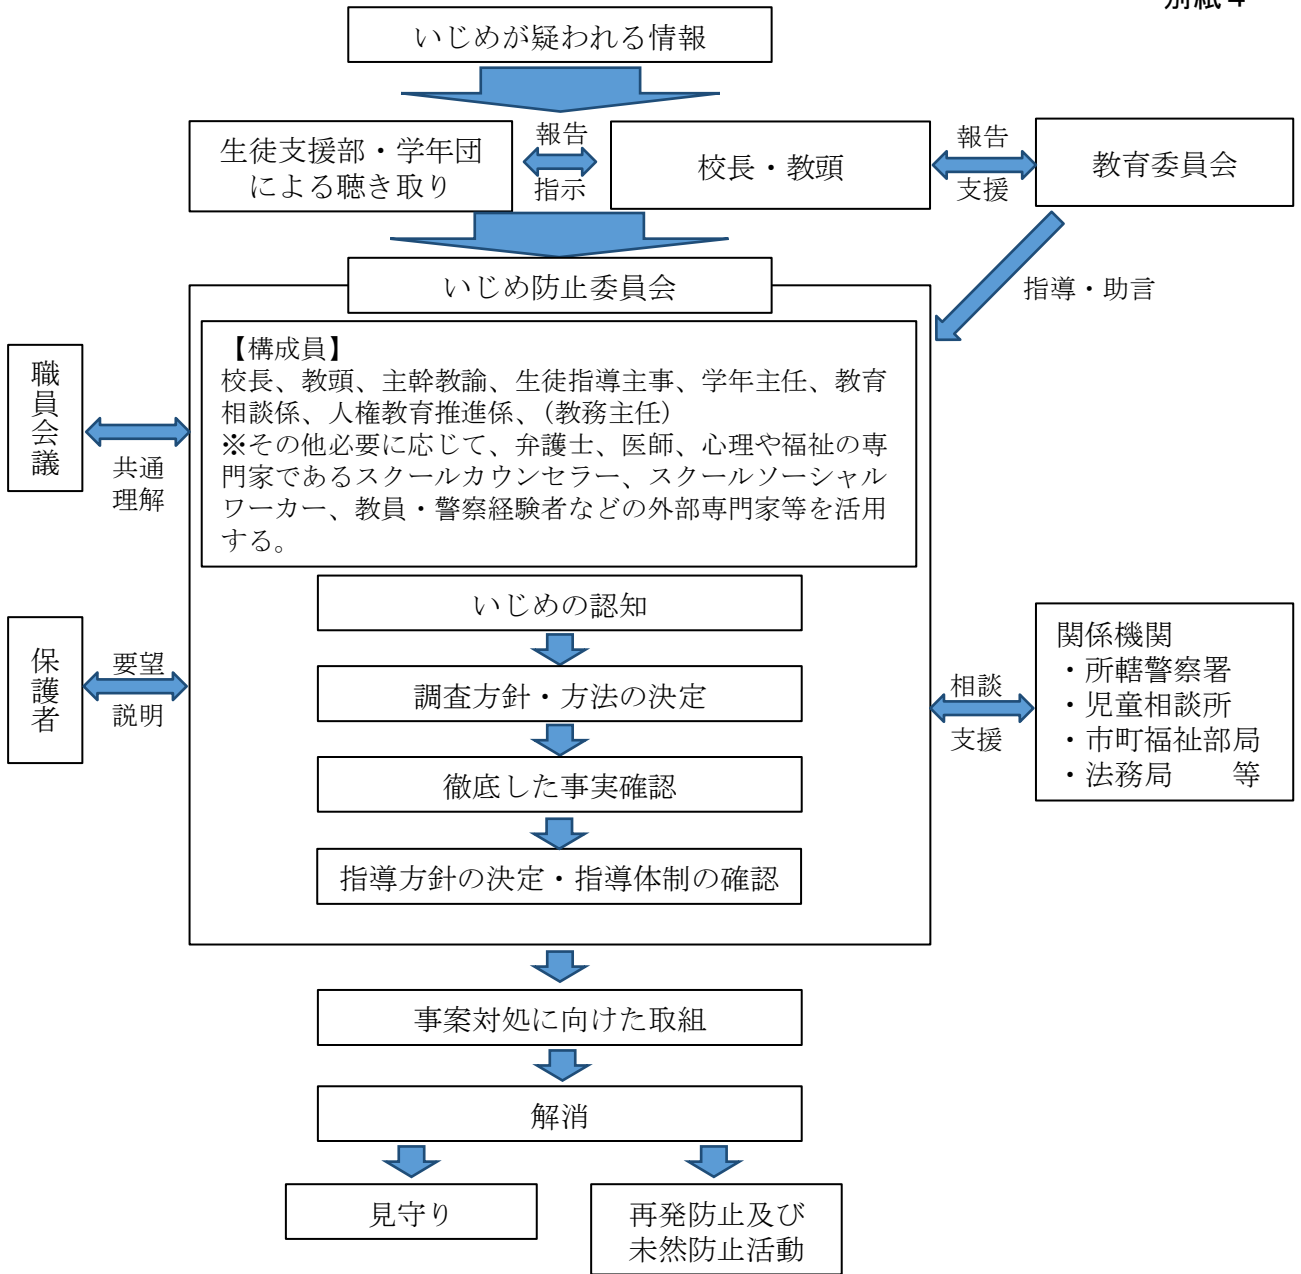 別紙4
いじめが疑われる情報
生徒支援部・学年団
による聴き取り
報告
指示
校長・教頭
報告
支援
教育委員会
指導・助言
いじめ防止委員会
【構成員】
校長、教頭、主幹教諭、生徒指導主事、学年主任、教育
相談係、人権教育推進係、（教務主任）
※その他必要に応じて、弁護士、医師、心理や福祉の専
門家であるスクールカウンセラー、スクールソーシャル
ワーカー、教員・警察経験者などの外部専門家等を活用
する。
職員会議
共通
理解
いじめの認知
調査方針・方法の決定
徹底した事実確認
指導方針の決定・指導体制の確認
保護者
要望
説明
相談
支援
関係機関
・所轄警察署
・児童相談所
・市町福祉部局
・法務局　　等
事案対処に向けた取組
解消
見守り
再発防止及び
未然防止活動